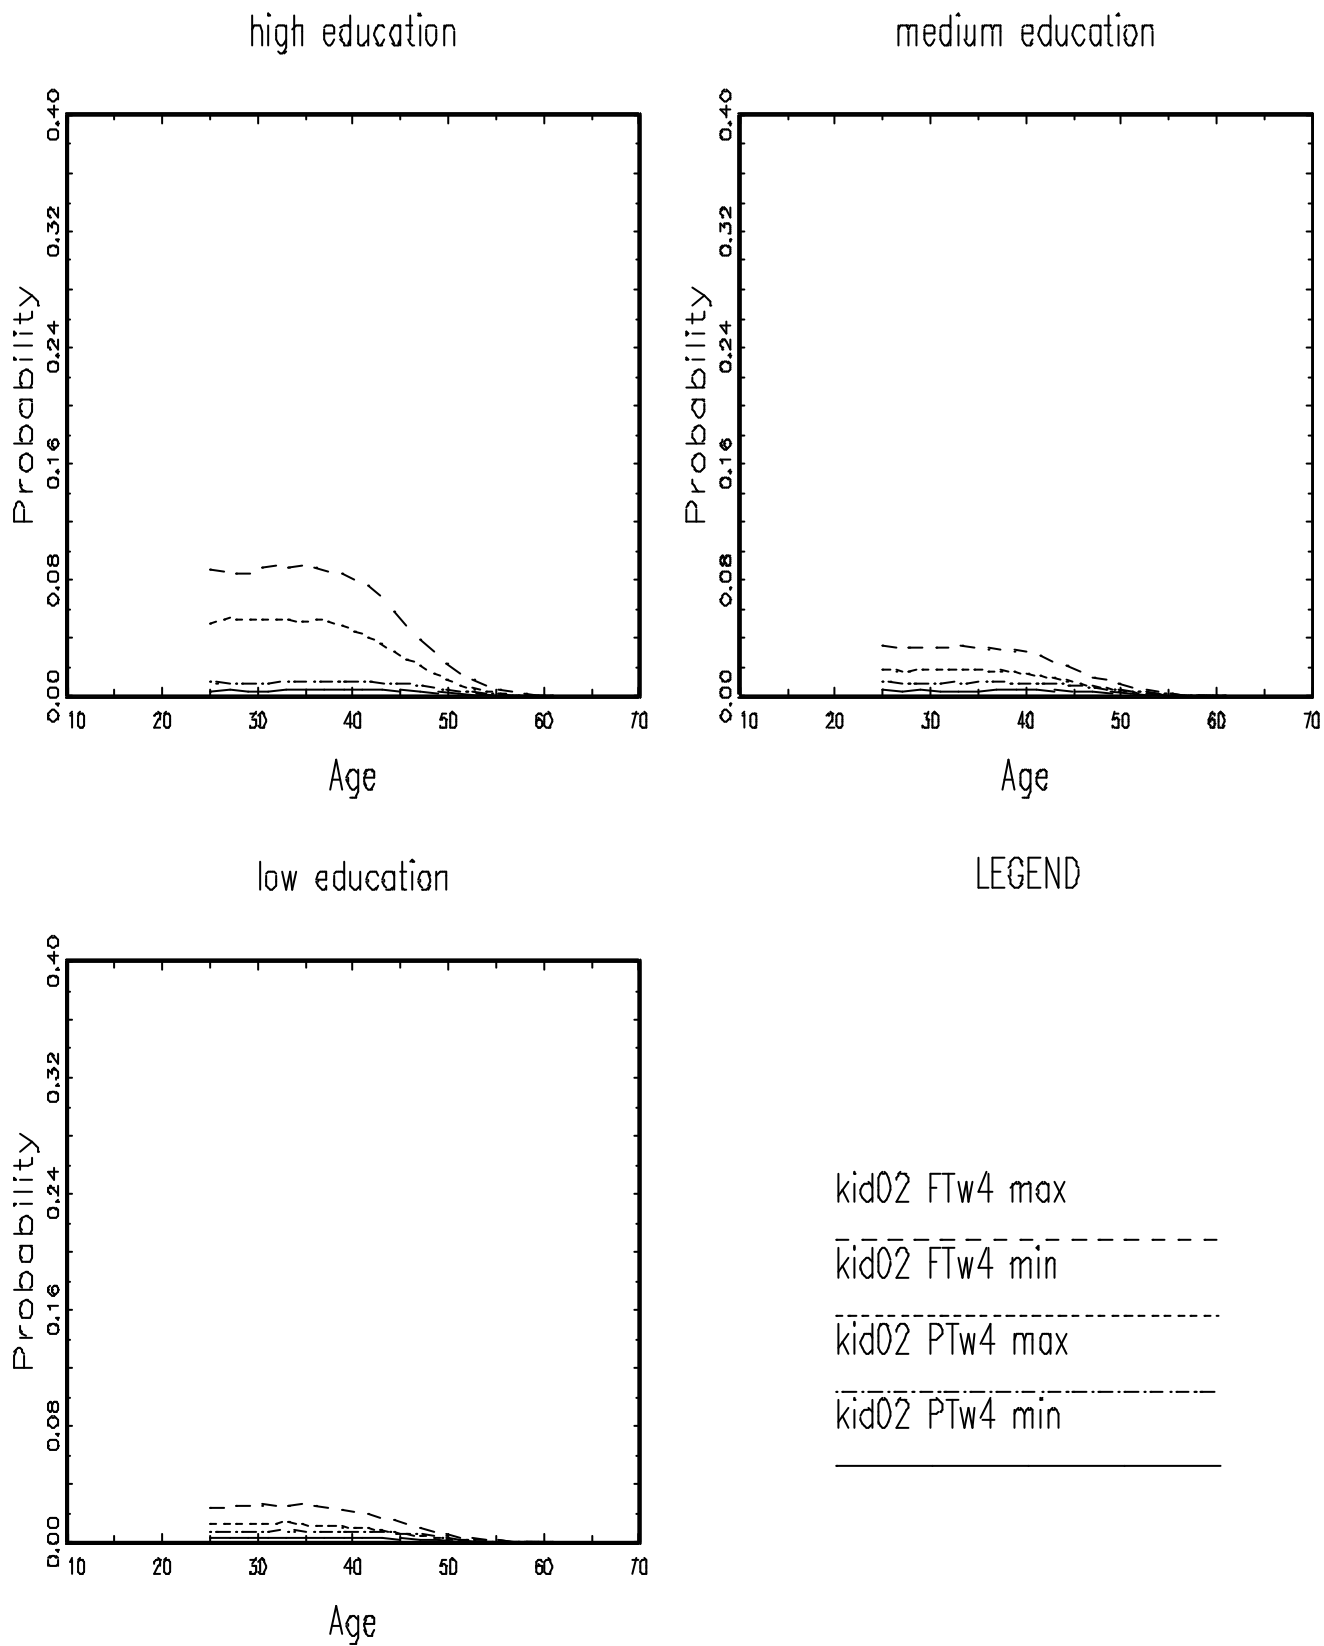 high education
medium education
Probability
0.00 0.08 0.16 0.24 0.32 0.40
10 20 30 40 50 60 70
Age
Probability
0.00 0.08 0.16 0.24 0.32 0.40
10 20 30 40 50 60 70
Age
low education
LEGEND
Probability
0.00 0.08 0.16 0.24 0.32 0.40
10 20 30 40 50 60 70
Age
kid02 FTw4 max
kid02 FTw4 min
kid02 PTw4 max
kid02 PTw4 min